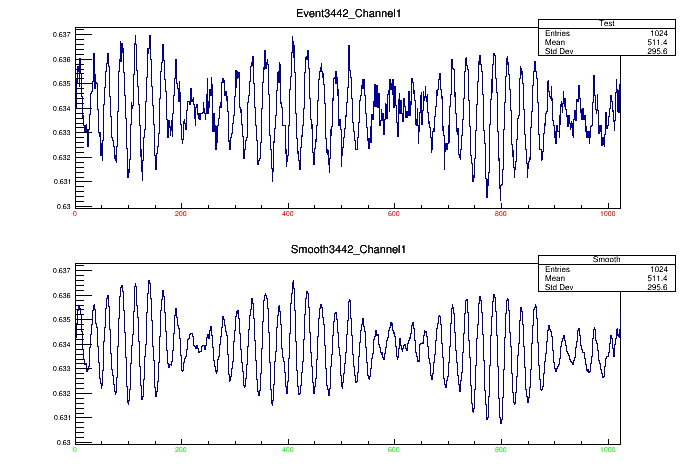 Event3442_Channel1
Test
Entries 1024
Mean 511.4
Std Dev 295.6
0.637
0.636
0.635
0.634
0.633
0.632
0.631
0.63
0 200 400 600 800 1000
Smooth3442_Channel1
Smooth
Entries 1024
Mean 511.4
Std Dev 295.6
0.637
0.636
0.635
0.634
0.633
0.632
0.631
0.63
0 200 400 600 800 1000